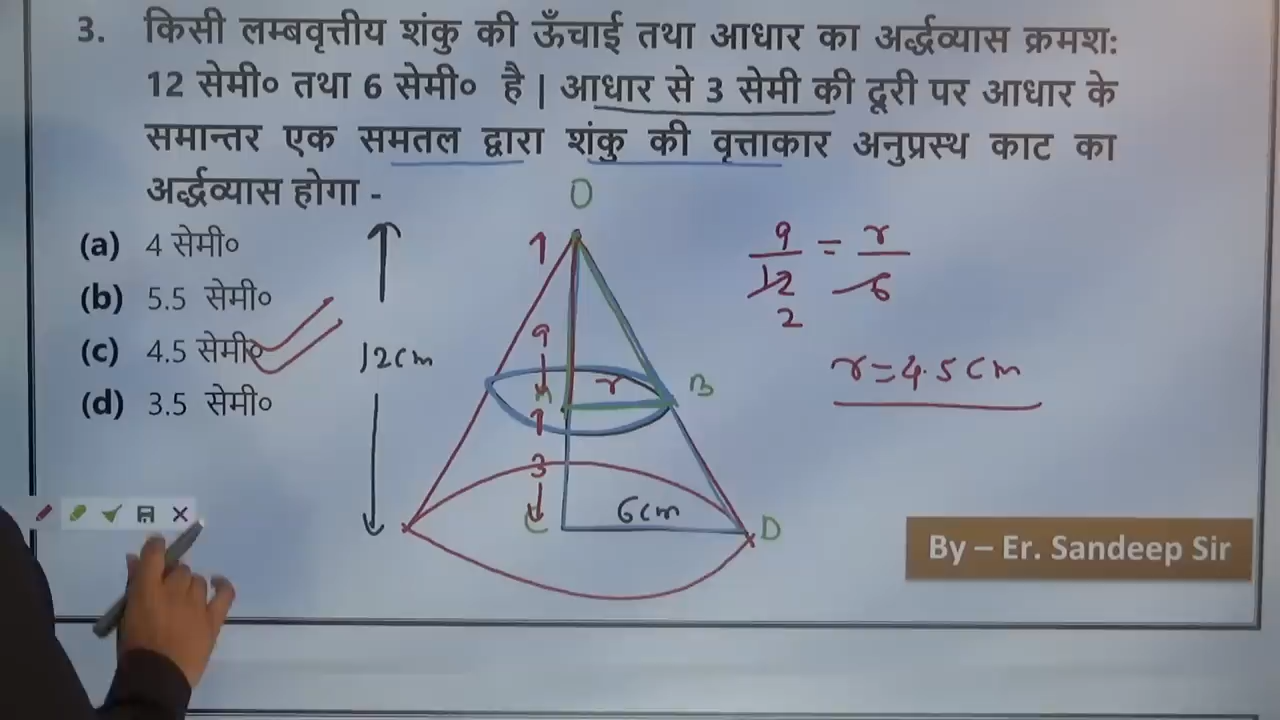 3. किसी लम्बवृत्तीय शंकु की ऊँचाई तथा आधार का अर्द्धव्यास क्रमश:
12 सेमी० तथा 6 सेमी० है | आधार से 3 सेमी की दूरी पर आधार के
समान्तर एक समतल द्वारा शंकु की वृत्ताकार अनुप्रस्थ काट का
अर्द्धव्यास होगा -
(a) 4 सेमी०
(b) 5.5 सेमी०
(c) 4.5 सेमी०
(d) 3.5 सेमी०
O
9
12cm
r
B
3
6cm
C
D
9/12 = r/6
2
r=4.5cm
By – Er. Sandeep Sir